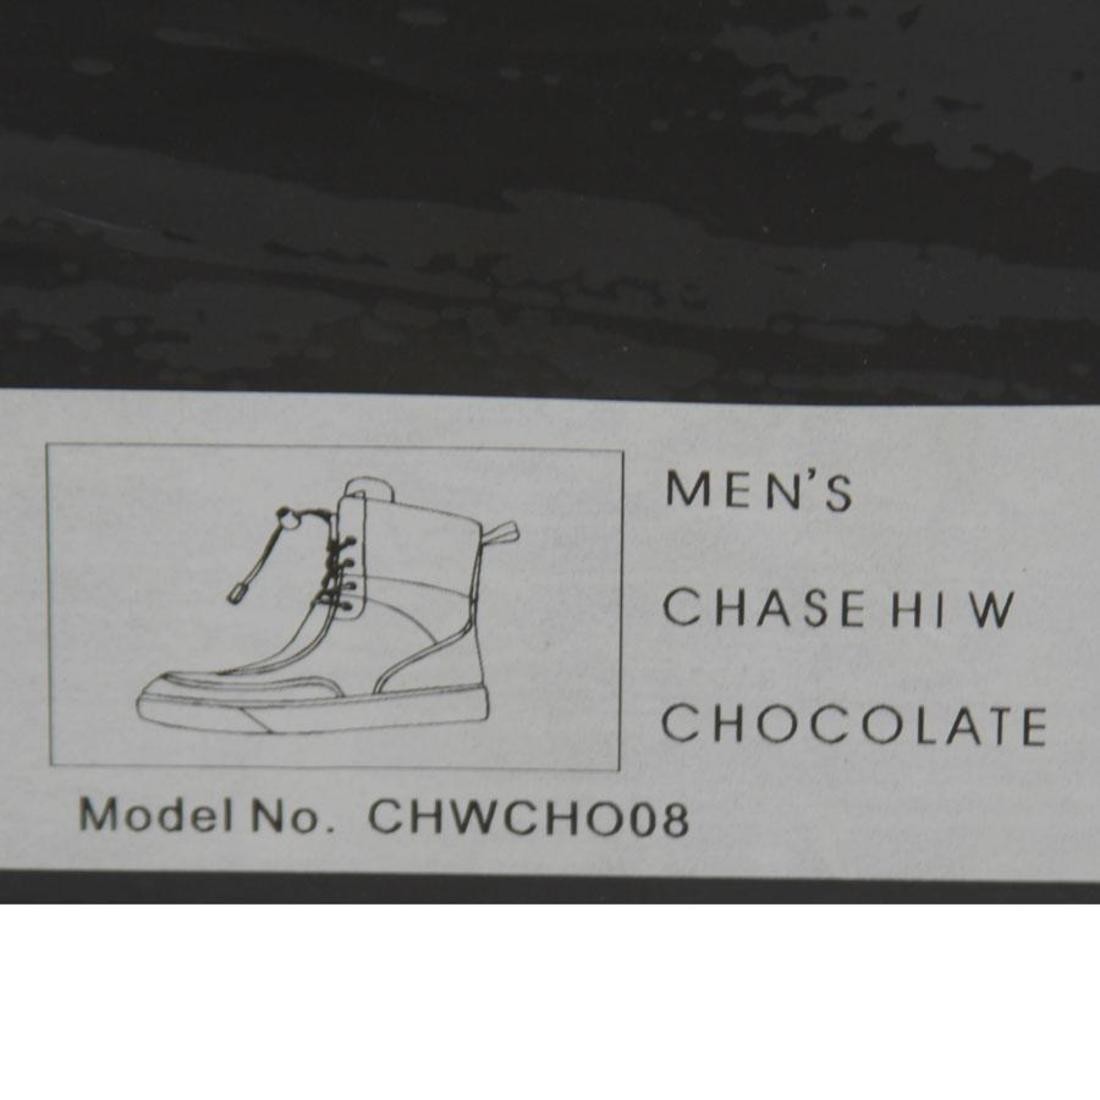 MEN'S
CHASE HI W
CHOCOLATE
Model No. CHWCHO08